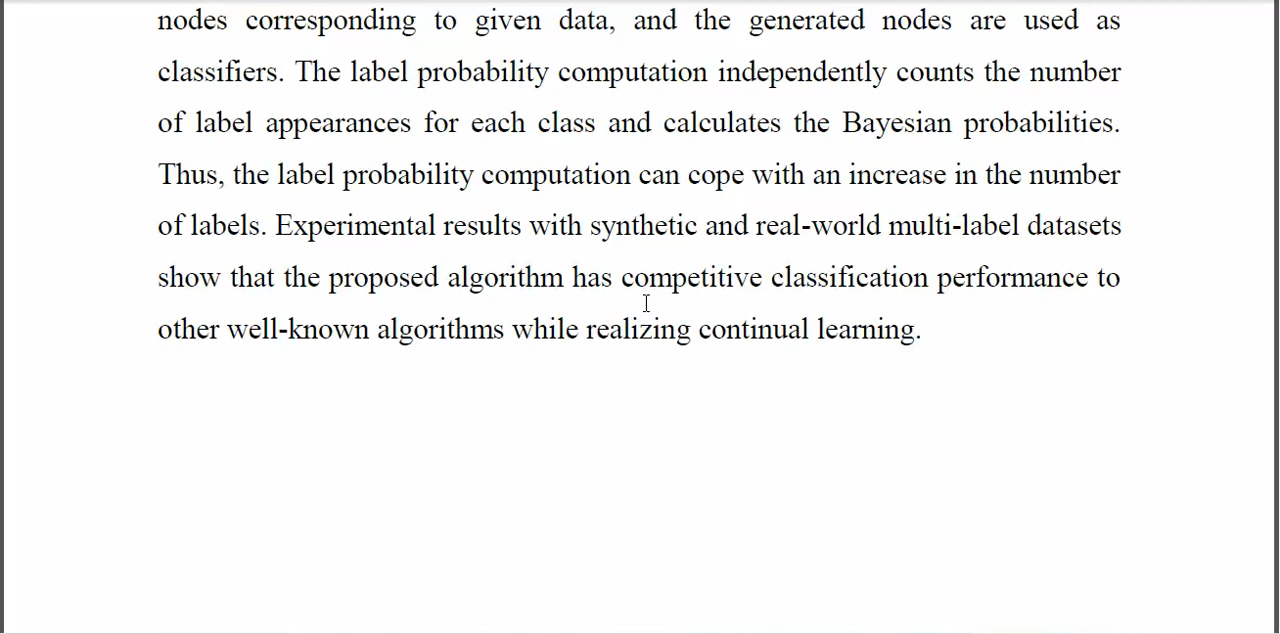 nodes corresponding to given data, and the generated nodes are used as
classifiers. The label probability computation independently counts the number
of label appearances for each class and calculates the Bayesian probabilities.
Thus, the label probability computation can cope with an increase in the number
of labels. Experimental results with synthetic and real-world multi-label datasets
show that the proposed algorithm has competitive classification performance to
other well-known algorithms while realizing continual learning.